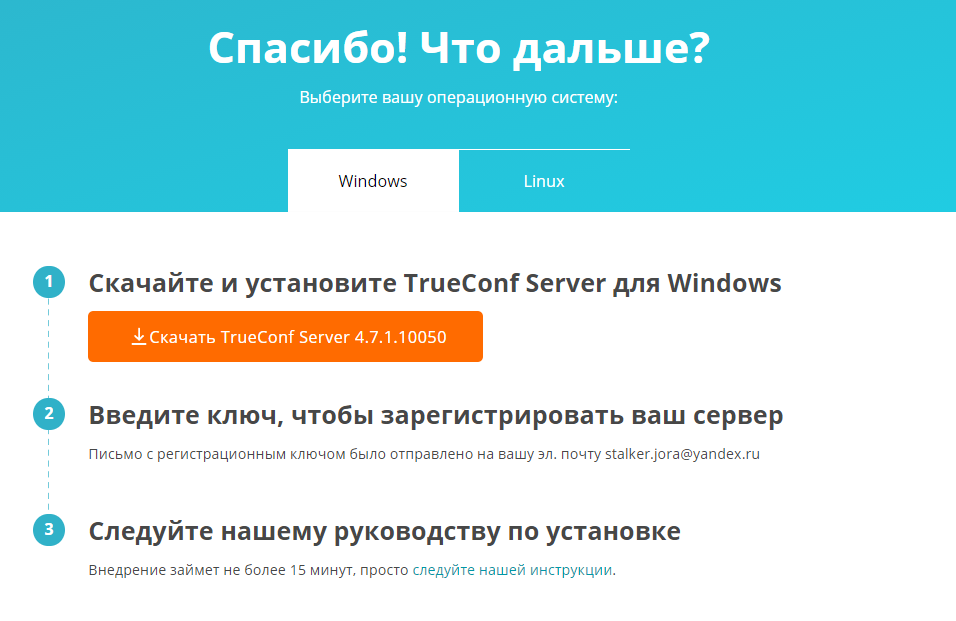 Спасибо! Что дальше?
Выберите вашу операционную систему:
Windows
Linux
1
Скачайте и установите TrueConf Server для Windows
Скачать TrueConf Server 4.7.1.10050
2
Введите ключ, чтобы зарегистрировать ваш сервер
Письмо с регистрационным ключом было отправлено на вашу эл. почту stalker.jora@yandex.ru
3
Следуйте нашему руководству по установке
Внедрение займет не более 15 минут, просто следуйте нашей инструкции.